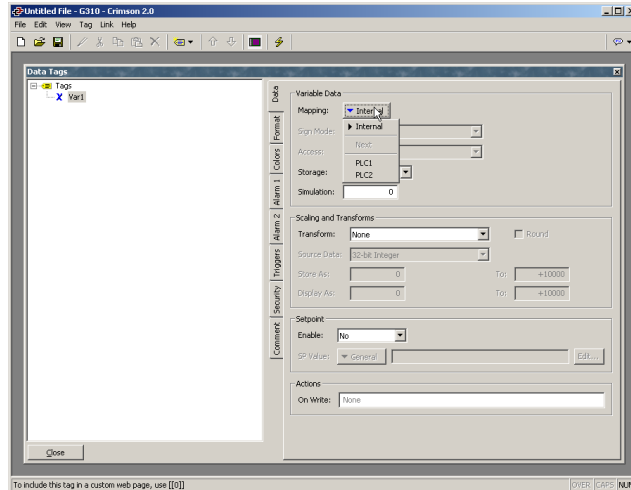 Untitled File - G310 - Crimson 2.0
File Edit View Tag Link Help
Data Tags
Tags
Var1
Data
Format
Colors
Alarm 1
Alarm 2
Triggers
Security
Comment
Variable Data
Mapping: Internal
Internal
Next
PLC1
PLC2
Sign Mode:
Access:
Storage:
Simulation: 0
Scaling and Transforms
Transform: None Round
Source Data: 32-bit Integer
Store As: 0 To: +10000
Display As: 0 To: +10000
Setpoint
Enable: No
SP Value: General Edit...
Actions
On Write: None
Close
To include this tag in a custom web page, use [[0]] OVER CAPS NUM